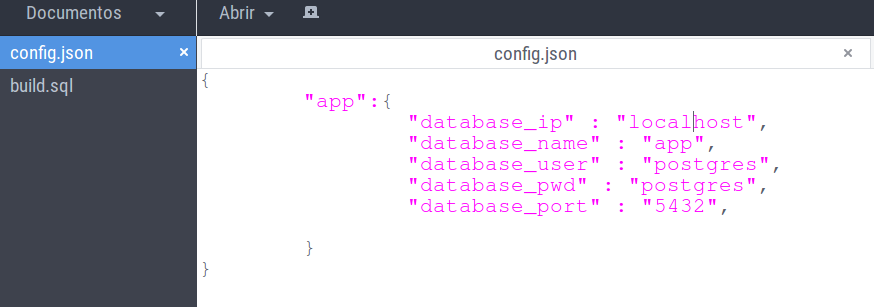 Documentos
Abrir
config.json ×
build.sql
config.json ×
{
"app":{
"database_ip" : "localhost",
"database_name" : "app",
"database_user" : "postgres",
"database_pwd" : "postgres",
"database_port" : "5432",
}
}